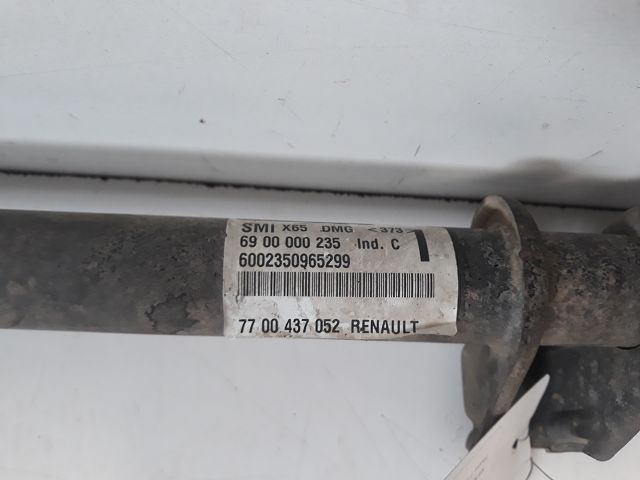 SMI X65 DMG <373>
69 00 000 235 Ind. C
6002350965299
77 00 437 052 RENAULT